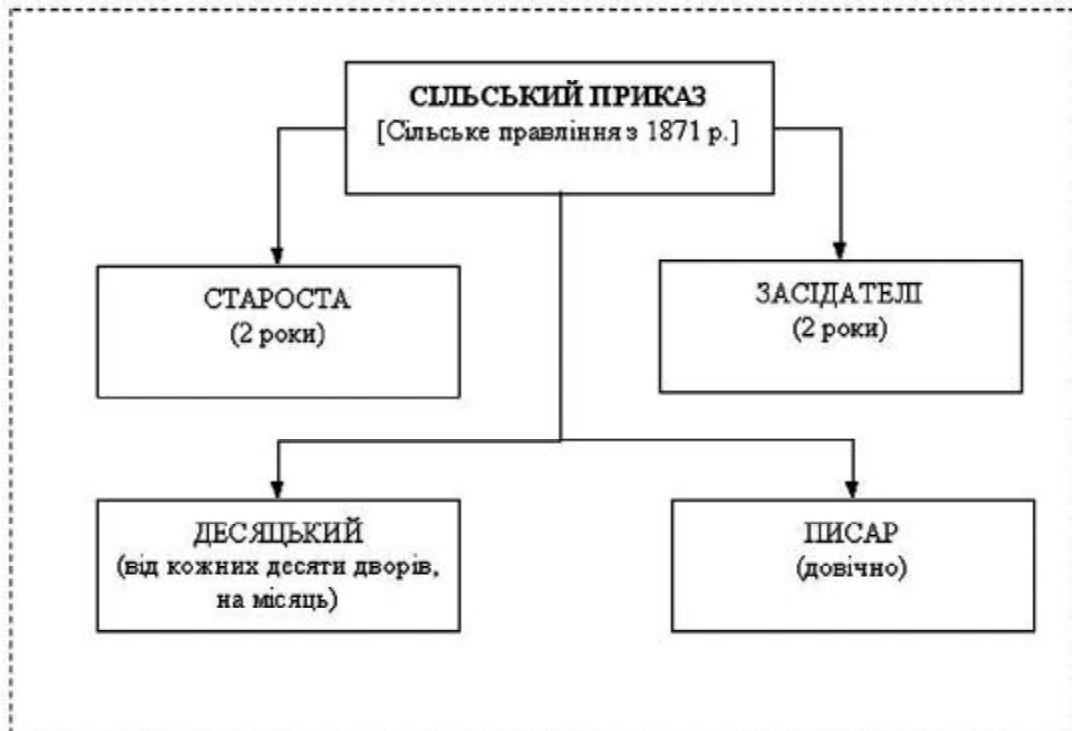 СІЛЬСЬКИЙ ПРИКАЗ
[Сільське правління з 1871 р.]
СТАРОСТА
(2 роки)
ЗАСІДАТЕЛІ
(2 роки)
ДЕСЯЦЬКИЙ
(від кожних десяти дворів,
на місяць)
ПИСАР
(довічно)